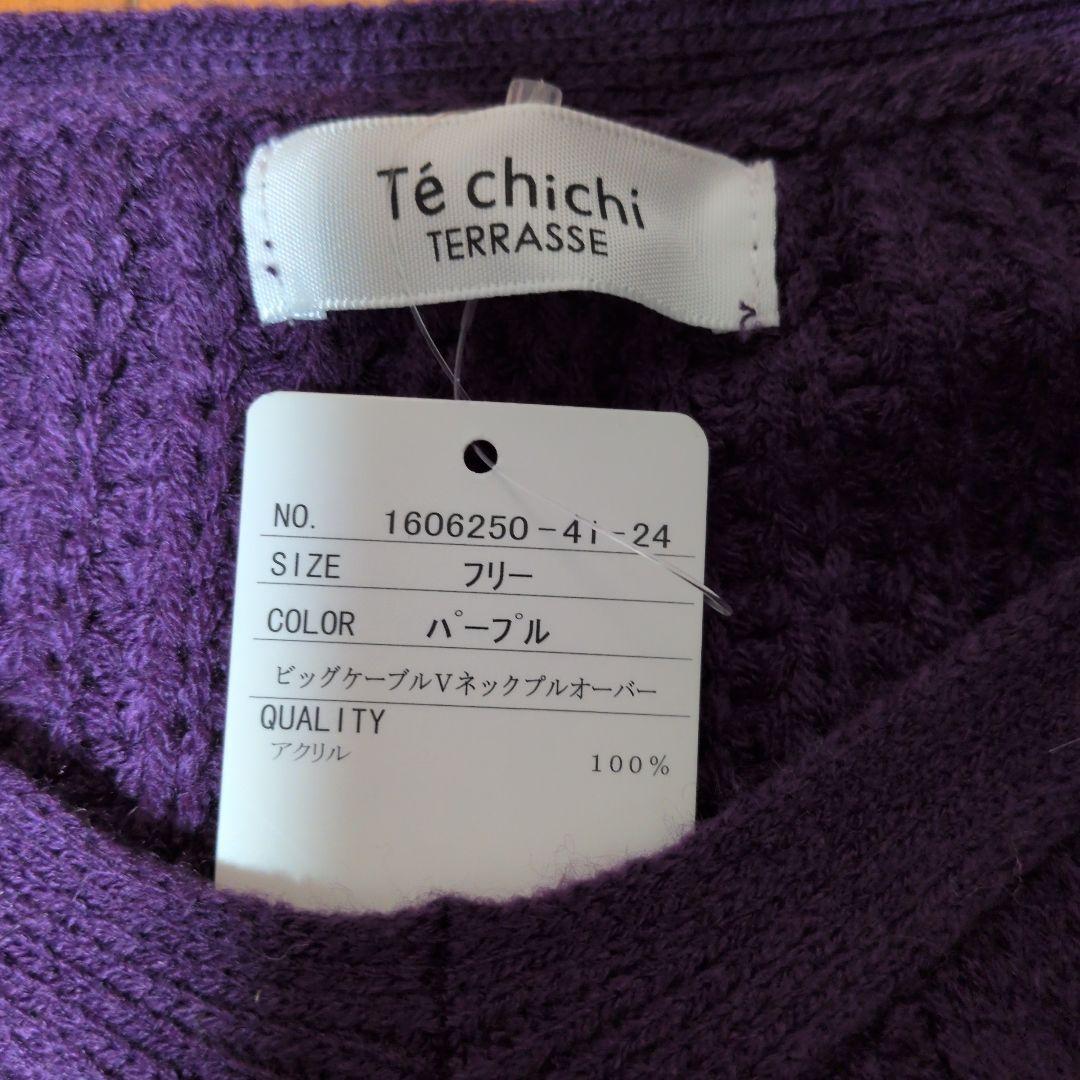 Té chichi
TERRASSE
NO. 1606250-41-24
SIZE フリー
COLOR パープル
ビッグケーブルVネックプルオーバー
QUALITY
アクリル 100%